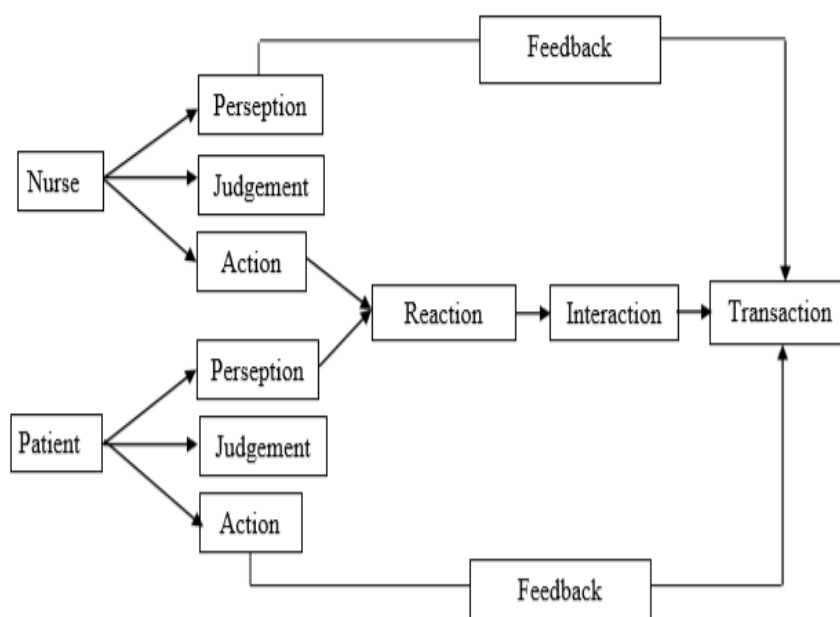 Feedback
Perseption
Nurse
Judgement
Action
Reaction
Interaction
Transaction
Perseption
Patient
Judgement
Action
Feedback